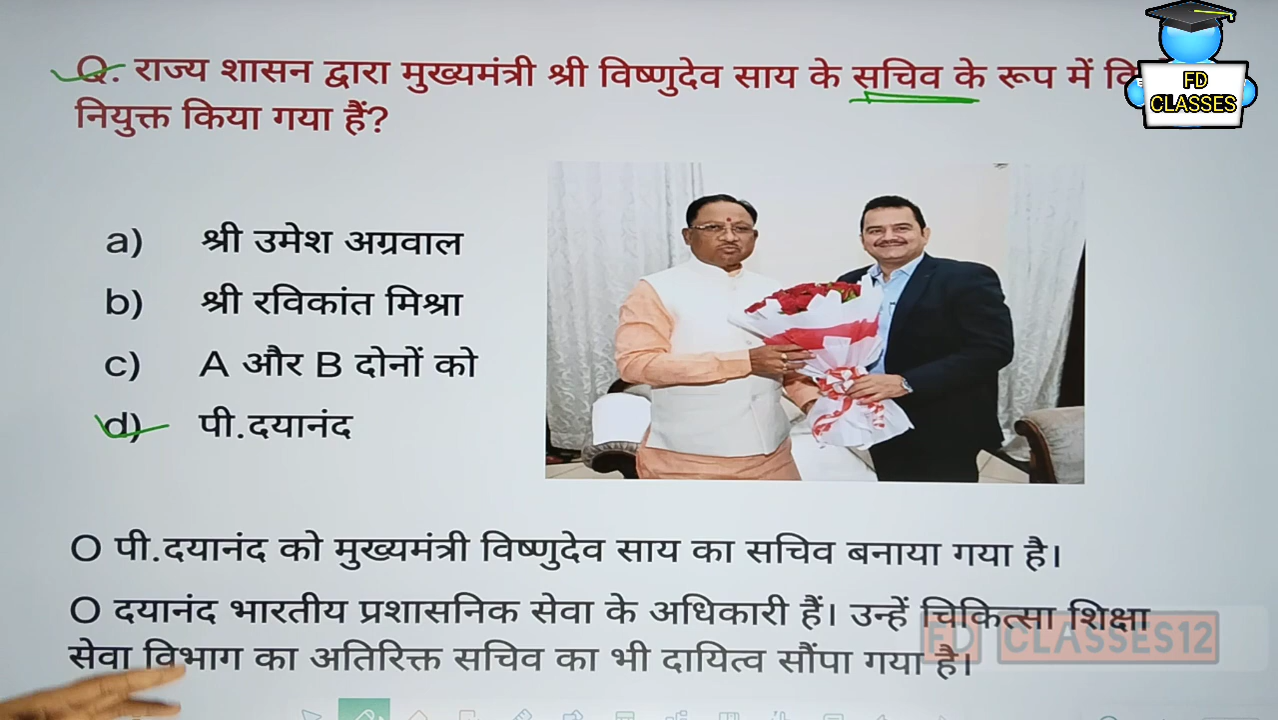 Q. राज्य शासन द्वारा मुख्यमंत्री श्री विष्णुदेव साय के सचिव के रूप में
नियुक्त किया गया हैं?
FD
CLASSES
a) श्री उमेश अग्रवाल
b) श्री रविकांत मिश्रा
c) A और B दोनों को
d) पी.दयानंद
O पी.दयानंद को मुख्यमंत्री विष्णुदेव साय का सचिव बनाया गया है।
O दयानंद भारतीय प्रशासनिक सेवा के अधिकारी हैं। उन्हें चिकित्सा शिक्षा
सेवा विभाग का अतिरिक्त सचिव का भी दायित्व सौंपा गया है।
FD CLASSES12